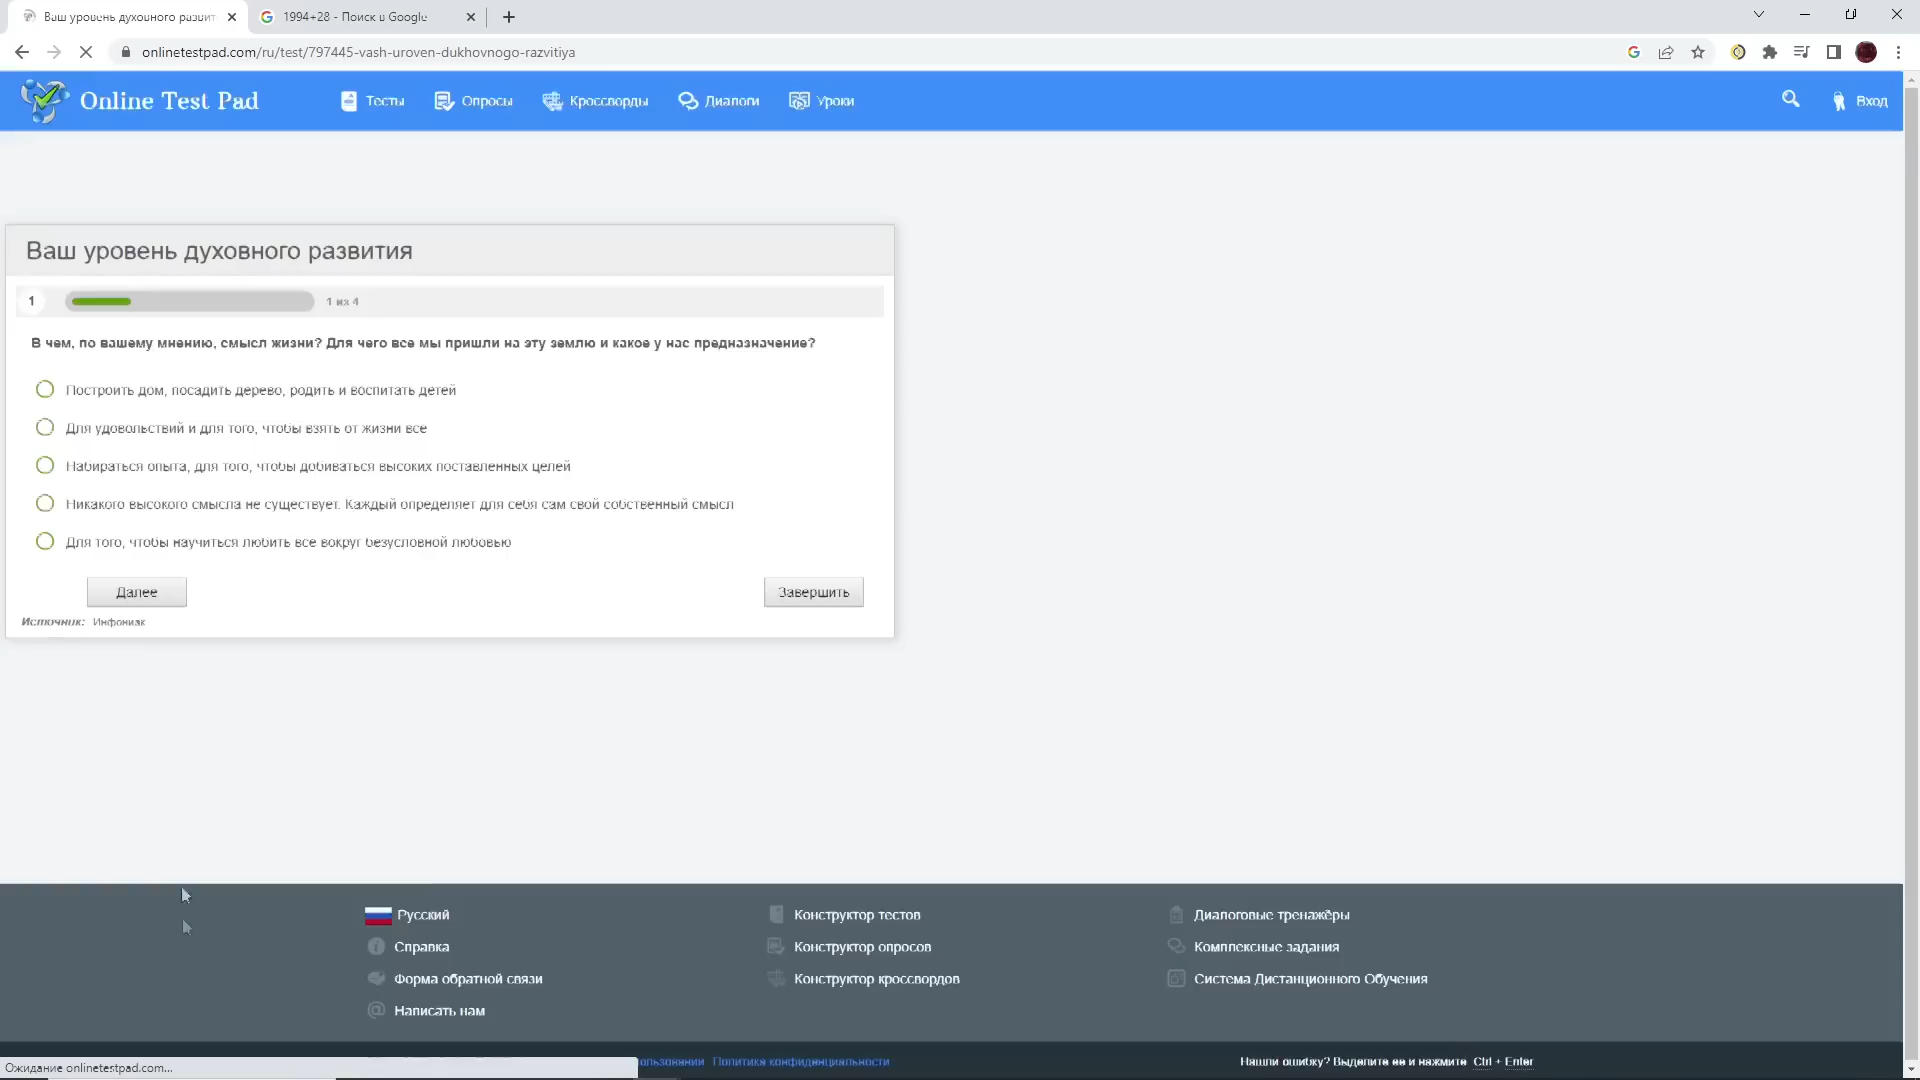 Ваш уровень духовного развит
1994+28 - Поиск в Google
onlinetestpad.com/ru/test/797445-vash-uroven-dukhovnogo-razvitiya
Online Test Pad
Тесты
Опросы
Кроссворды
Диалоги
Уроки
Вход
Ваш уровень духовного развития
1
1 из 4
В чем, по вашему мнению, смысл жизни? Для чего все мы пришли на эту землю и какое у нас предназначение?
Построить дом, посадить дерево, родить и воспитать детей
Для удовольствий и для того, чтобы взять от жизни все
Набираться опыта, для того, чтобы добиваться высоких поставленных целей
Никакого высокого смысла не существует. Каждый определяет для себя сам свой собственный смысл
Для того, чтобы научиться любить все вокруг безусловной любовью
Далее
Завершить
Источник: Инфониак
Русский
Справка
Форма обратной связи
Написать нам
Конструктор тестов
Конструктор опросов
Конструктор кроссвордов
Диалоговые тренажёры
Комплексные задания
Система Дистанционного Обучения
Политика конфиденциальности
Нашли ошибку? Выделите ее и нажмите Ctrl + Enter
Ожидание onlinetestpad.com...